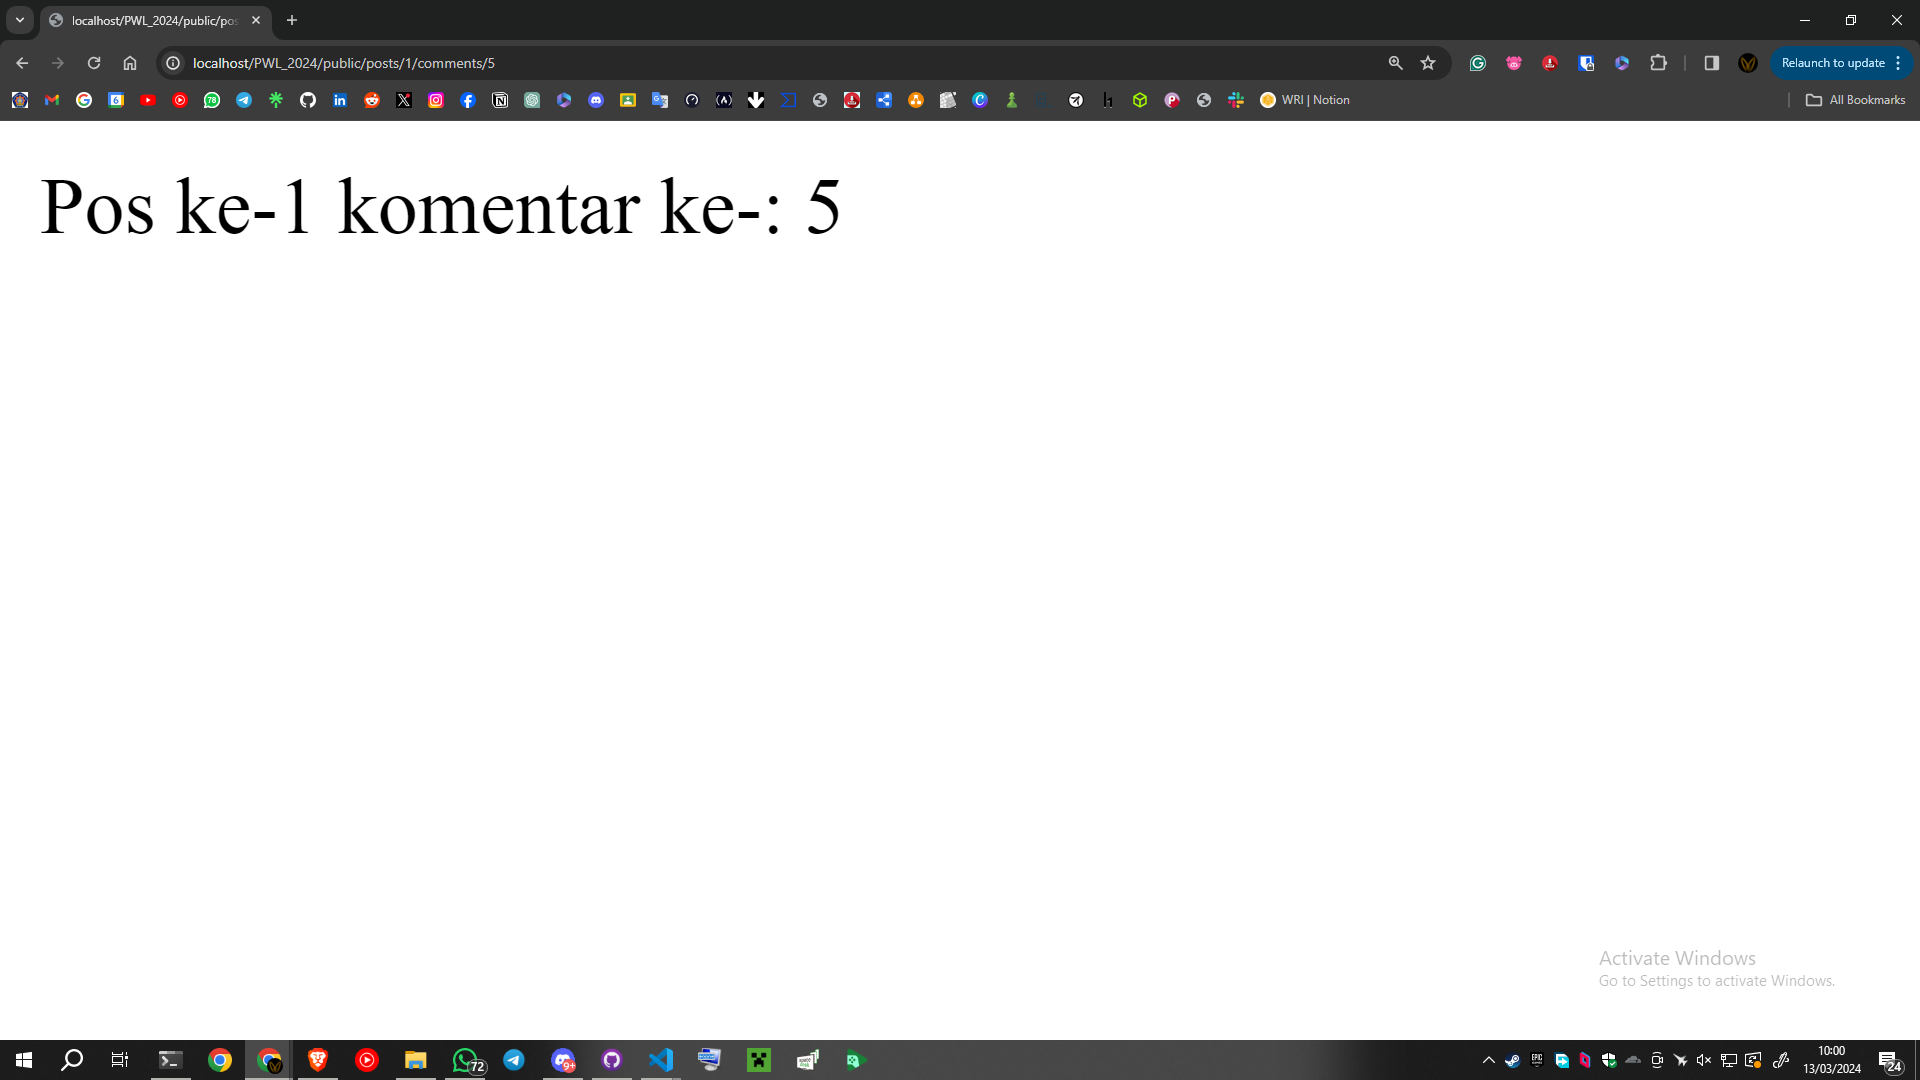 localhost/PWL_2024/public/pos
localhost/PWL_2024/public/posts/1/comments/5
Relaunch to update
WRI | Notion
All Bookmarks
Pos ke-1 komentar ke-: 5
Activate Windows
Go to Settings to activate Windows.
72
9+
10:00
13/03/2024
24